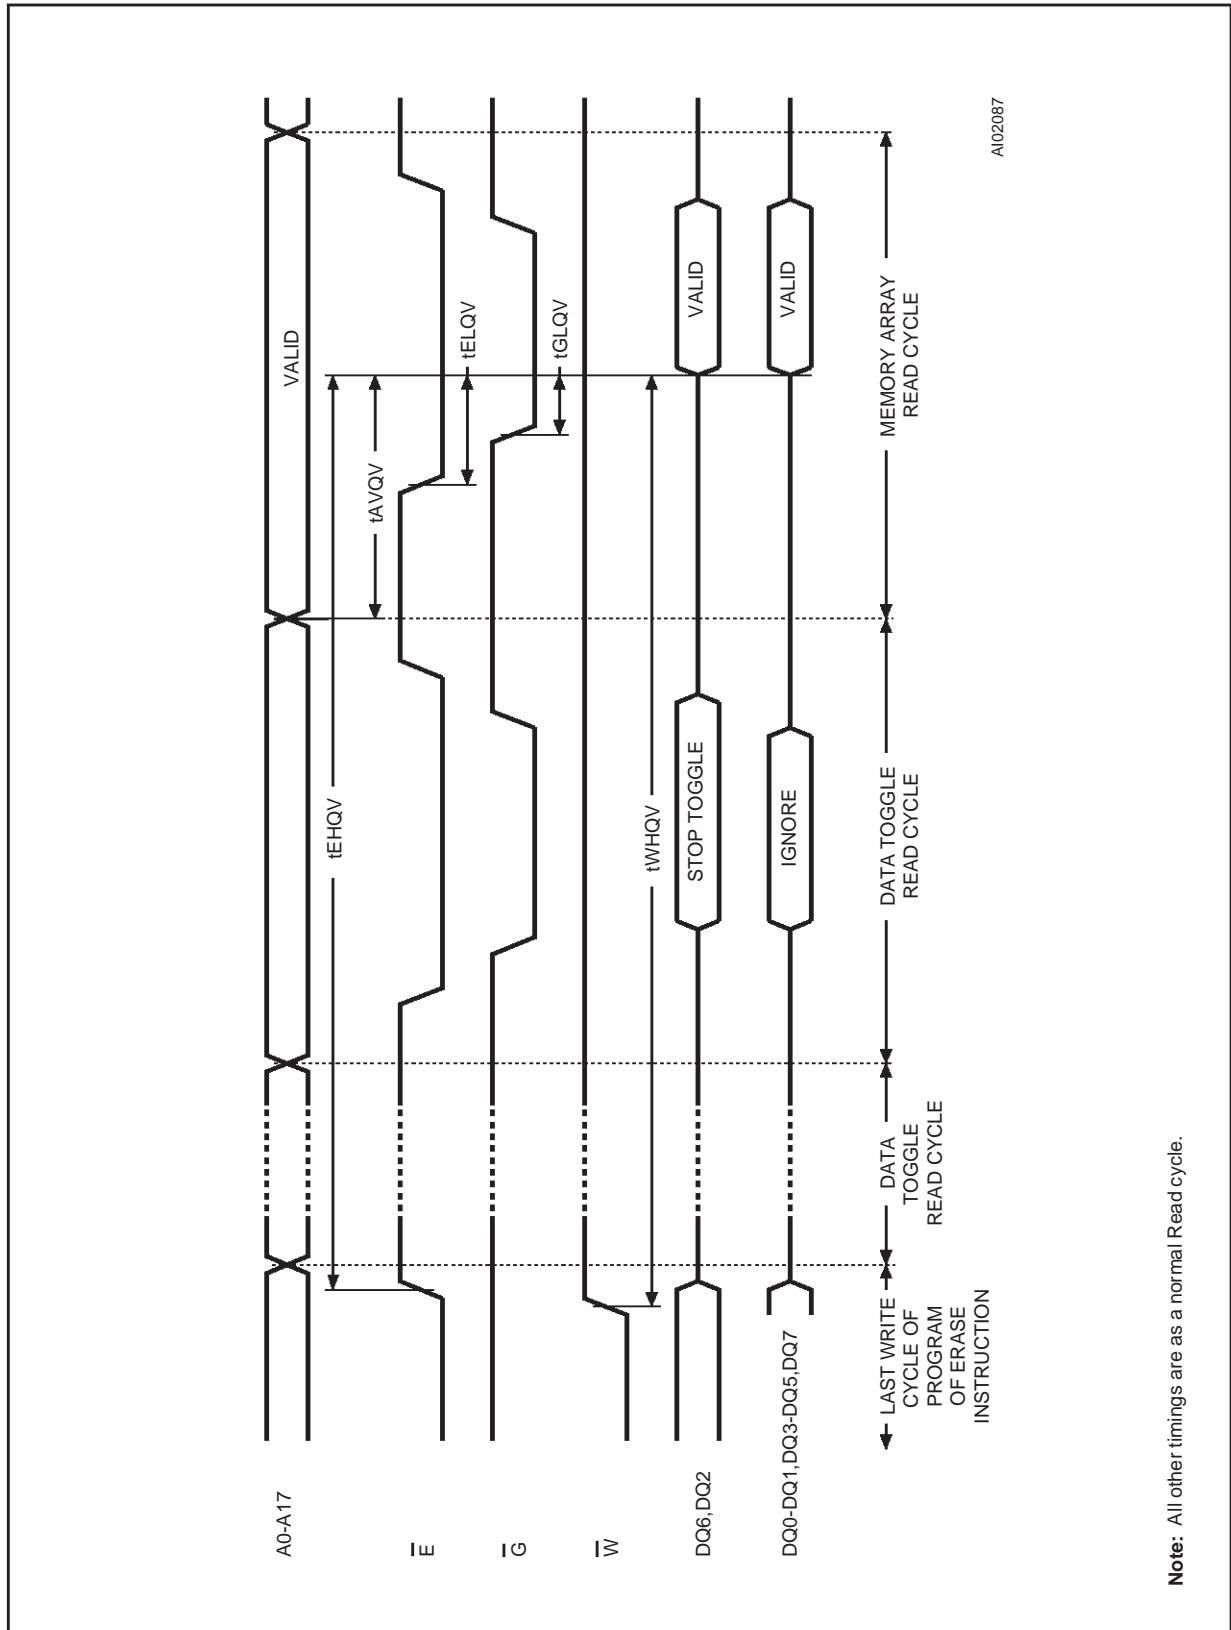 A0-A17
VALID
tEHQV
tAVQV
E
tELQV
G
tGLQV
W
tWHQV
DQ6,DQ2
STOP TOGGLE
VALID
DQ0-DQ1,DQ3-DQ5,DQ7
IGNORE
VALID
LAST WRITE
CYCLE OF
PROGRAM
OF ERASE
INSTRUCTION
DATA
TOGGLE
READ CYCLE
DATA TOGGLE
READ CYCLE
MEMORY ARRAY
READ CYCLE
AI02087
Note: All other timings are as a normal Read cycle.